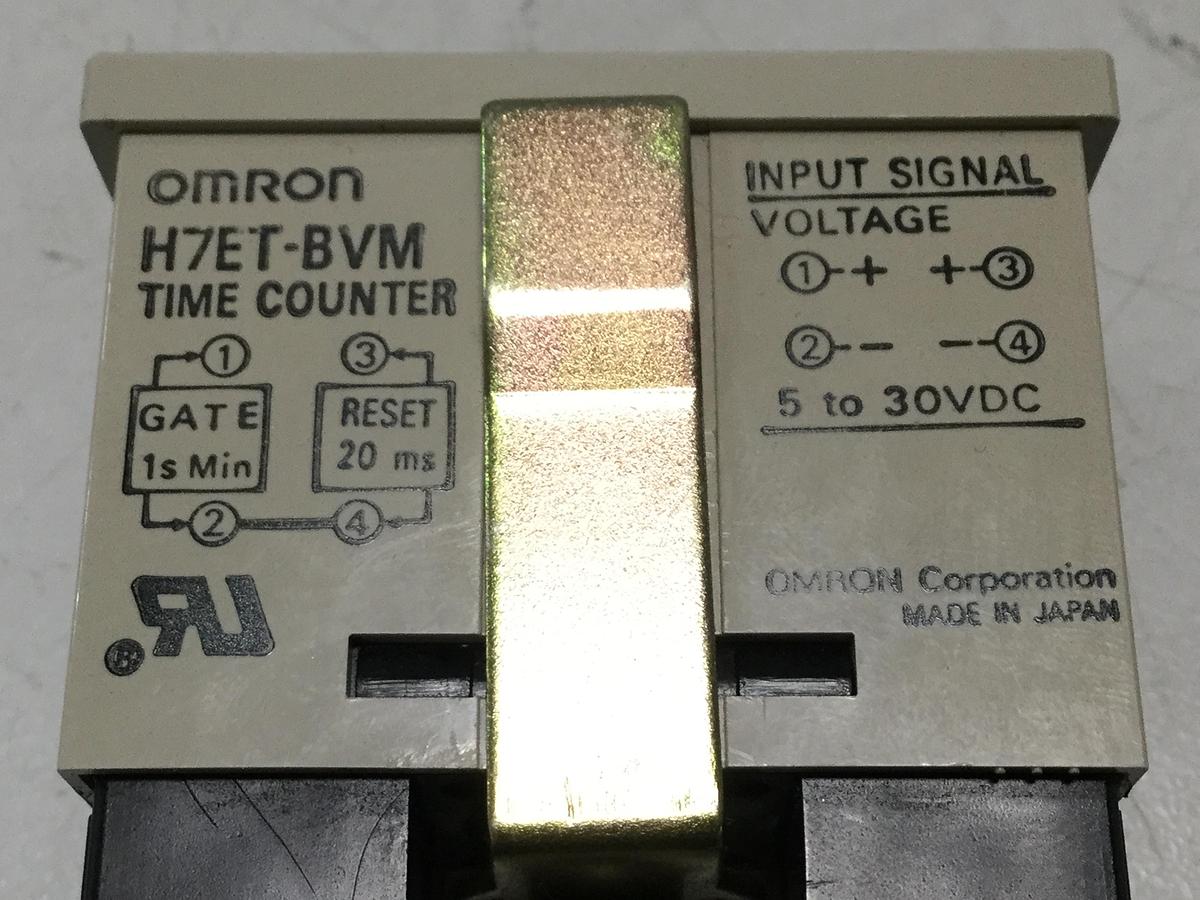 OMRON
H7ET-BVM
TIME COUNTER
1 3
GATE
1s Min
RESET
20 ms
2 4
RU
R
INPUT SIGNAL
VOLTAGE
1 - + + - 3
2 - - - - 4
5 to 30VDC
OMRON Corporation
MADE IN JAPAN